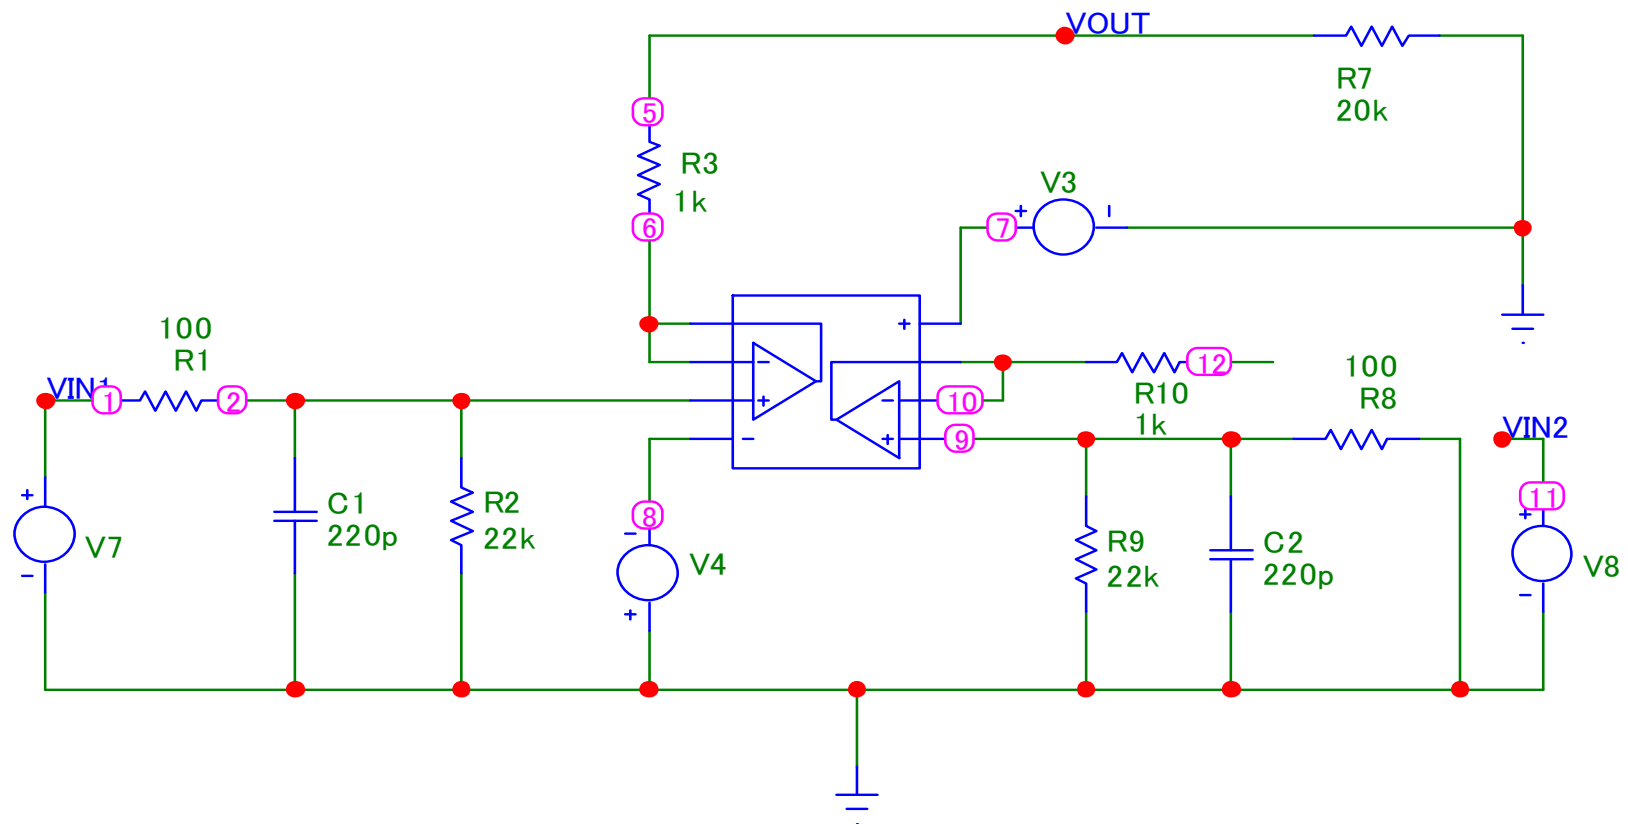 VOUT
R7
20k
5
R3
1k
V3
6
7
+
100
R1
+
100
R8
12
R10
1k
VIN1
1
2
−
+
−
−
+
10
9
VIN2
11
+
+
V7
−
C1
220p
R2
22k
8
−
V4
+
R9
22k
C2
220p
V8
−